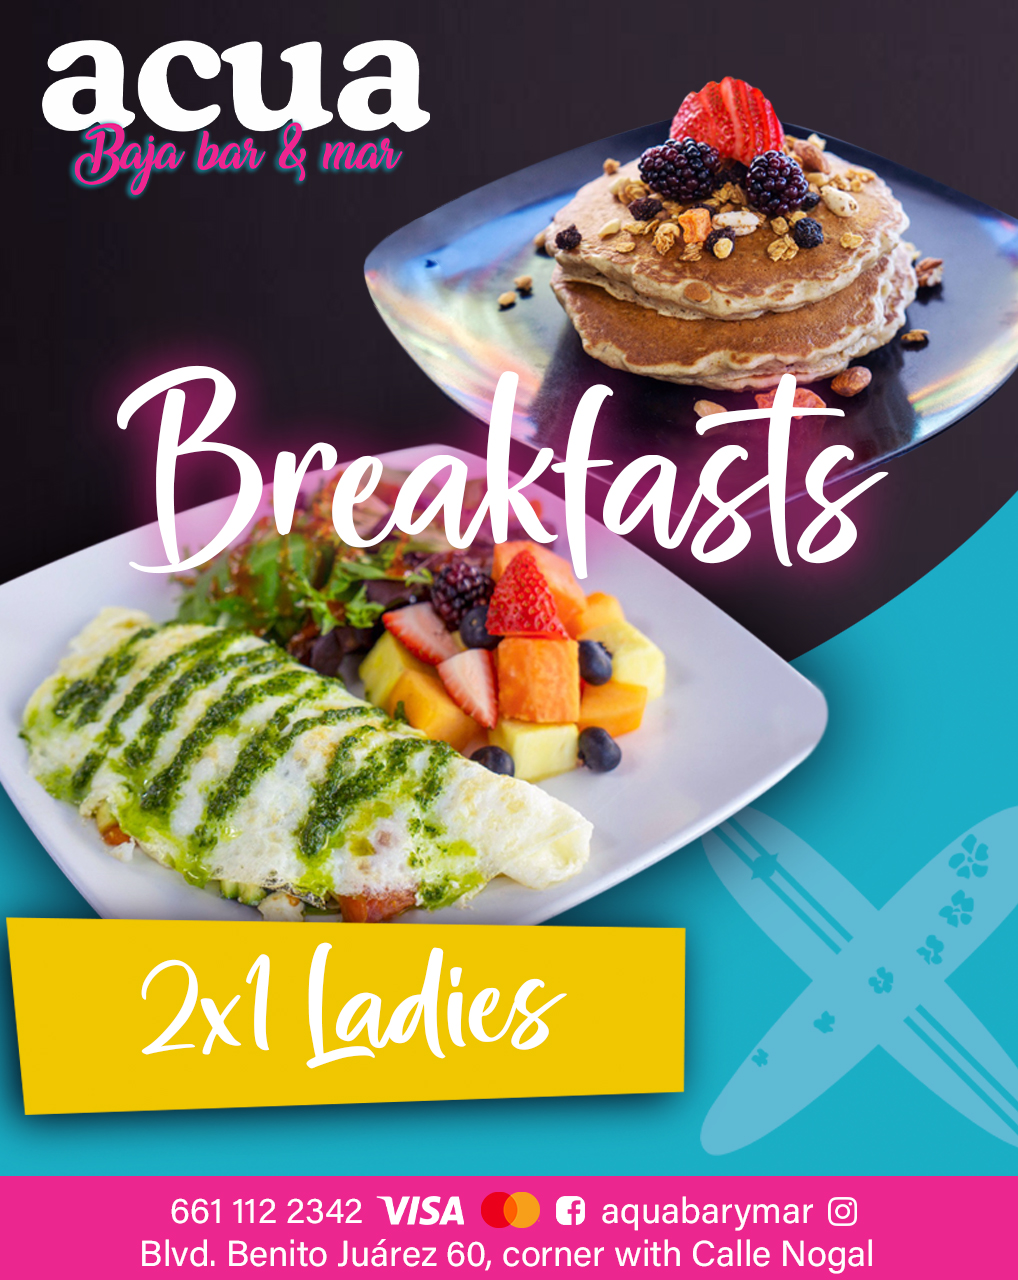 acua
Baja bar & mar
Breakfasts
2x1 Ladies
661 112 2342 VISA aquabarymar
Blvd. Benito Juárez 60, corner with Calle Nogal